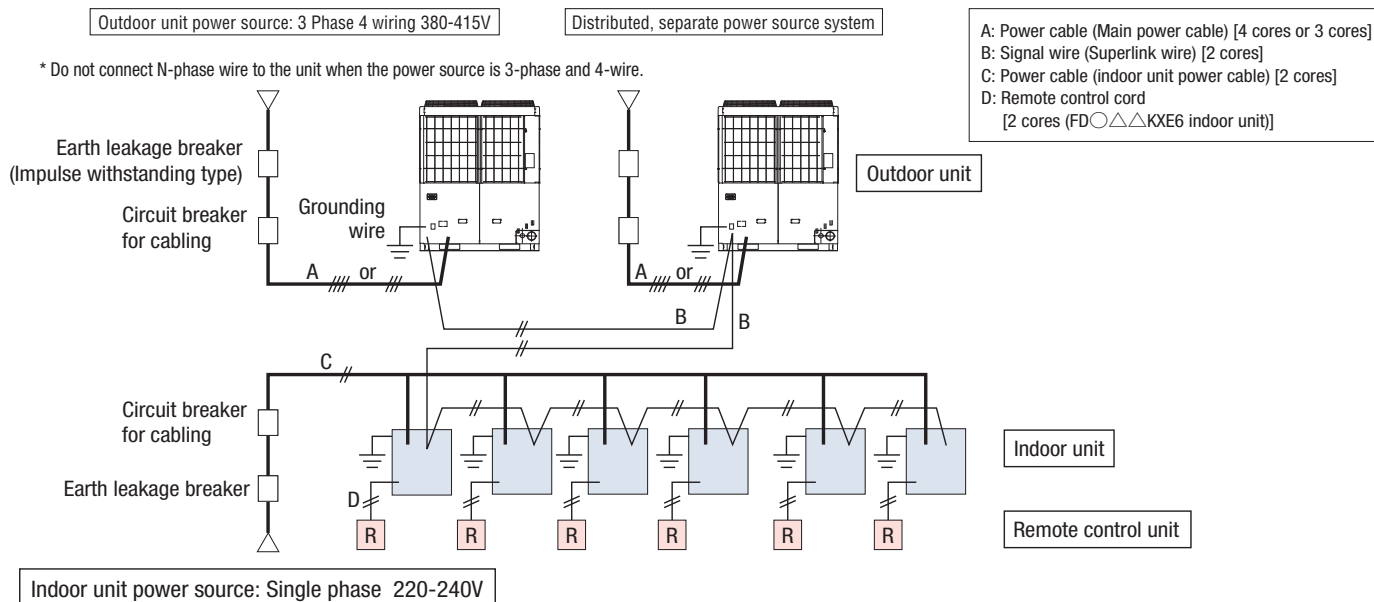 Outdoor unit power source: 3 Phase 4 wiring 380-415V
Distributed, separate power source system
A: Power cable (Main power cable) [4 cores or 3 cores]
B: Signal wire (Superlink wire) [2 cores]
C: Power cable (indoor unit power cable) [2 cores]
D: Remote control cord
[2 cores (FD○△△KXE6 indoor unit)]
* Do not connect N-phase wire to the unit when the power source is 3-phase and 4-wire.
Earth leakage breaker
(Impulse withstanding type)
Circuit breaker
for cabling
Grounding
wire
Outdoor unit
A or
A or
B
B
C
Circuit breaker
for cabling
Earth leakage breaker
Indoor unit
D
R R R R R R
Remote control unit
Indoor unit power source: Single phase 220-240V